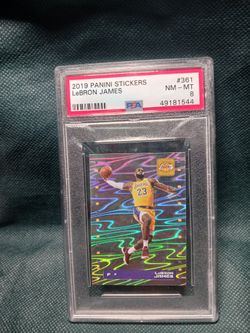 2019 PANINI STICKERS #361
LeBRON JAMES NM-MT
PSA 8
49181544
23
LeBRON
JAMES